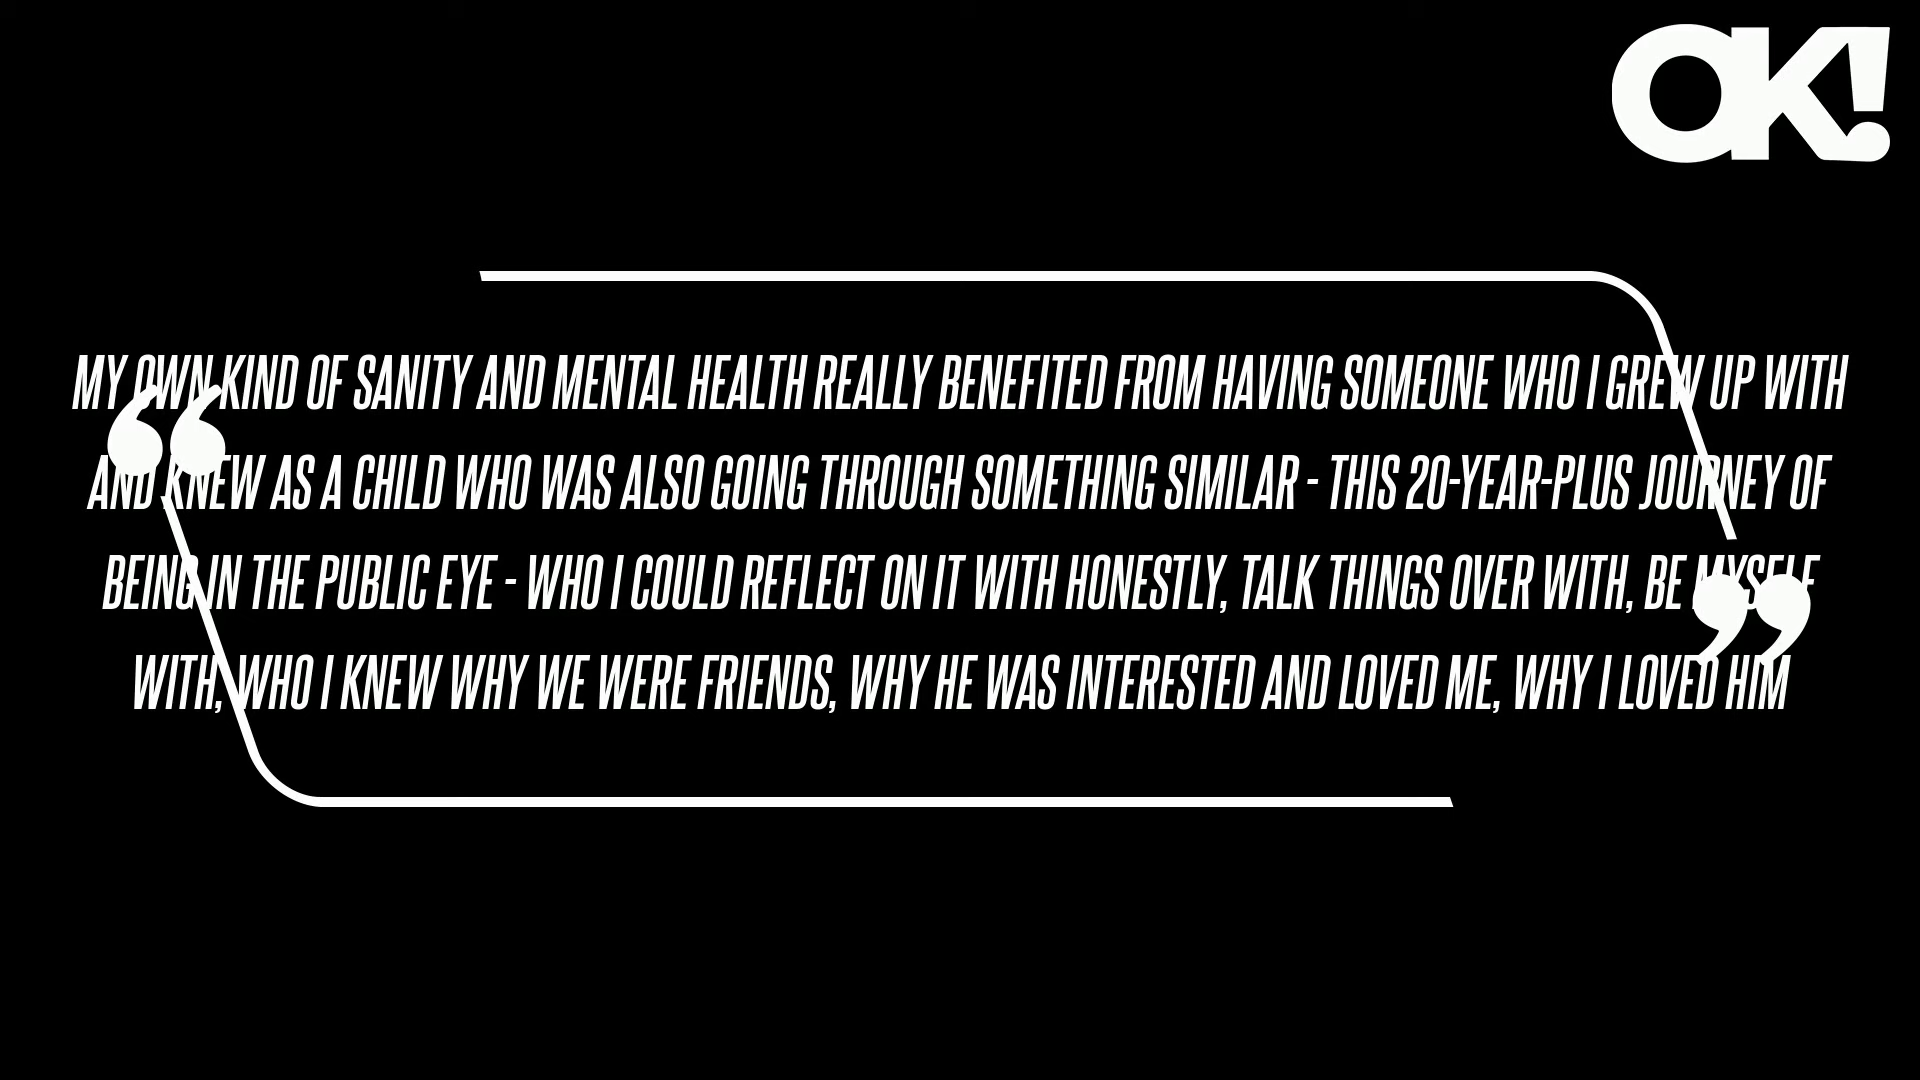 OK!
MY OWN KIND OF SANITY AND MENTAL HEALTH REALLY BENEFITED FROM HAVING SOMEONE WHO I GREW UP WITH
AND KNEW AS A CHILD WHO WAS ALSO GOING THROUGH SOMETHING SIMILAR - THIS 20-YEAR-PLUS JOURNEY OF
BEING IN THE PUBLIC EYE - WHO I COULD REFLECT ON IT WITH HONESTLY, TALK THINGS OVER WITH, BE MYSELF
WITH, WHO I KNEW WHY WE WERE FRIENDS, WHY HE WAS INTERESTED AND LOVED ME, WHY I LOVED HIM